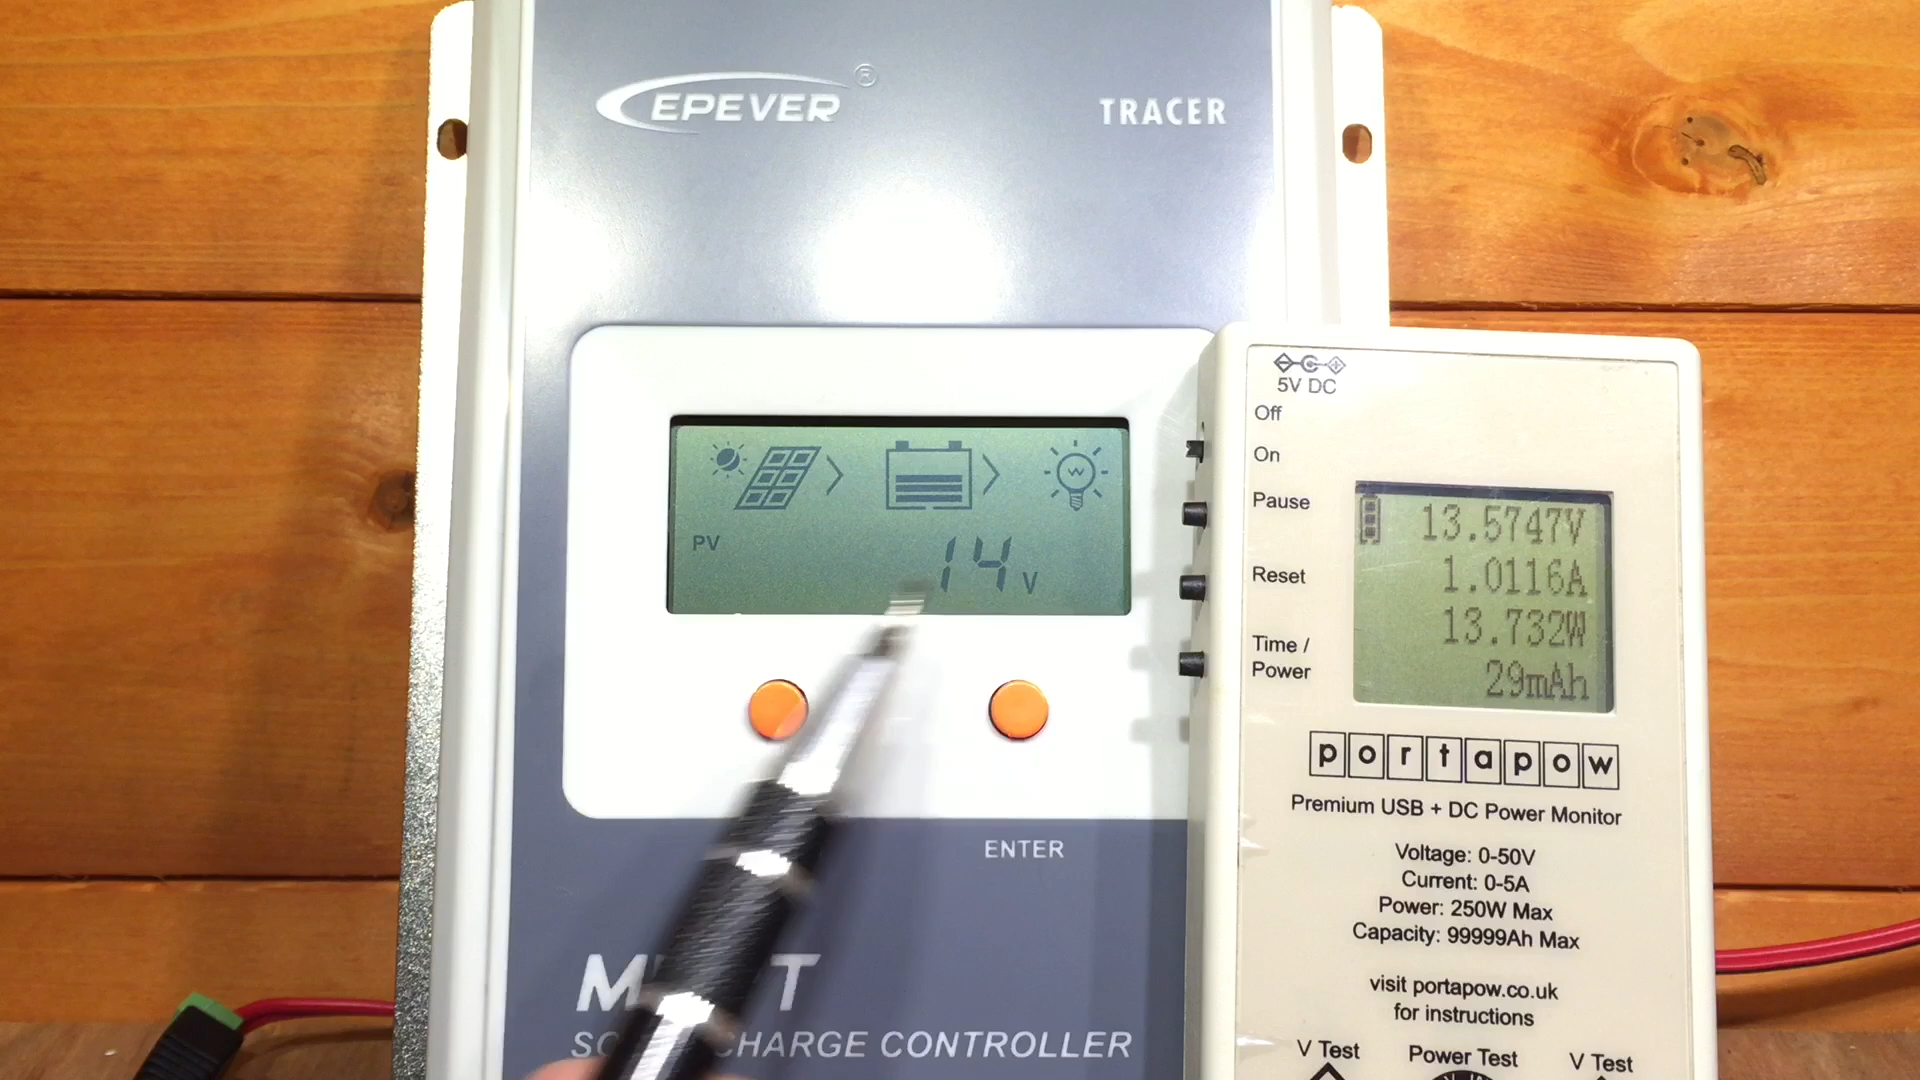 EPEVER ®
TRACER
PV
14 V
ENTER
CHARGE CONTROLLER
5V DC
Off
On
Pause
Reset
Time /
Power
13.5747V
1.0116A
13.732W
29mAh
portapow
Premium USB + DC Power Monitor
Voltage: 0-50V
Current: 0-5A
Power: 250W Max
Capacity: 99999Ah Max
visit portapow.co.uk
for instructions
V Test
Power Test
V Test